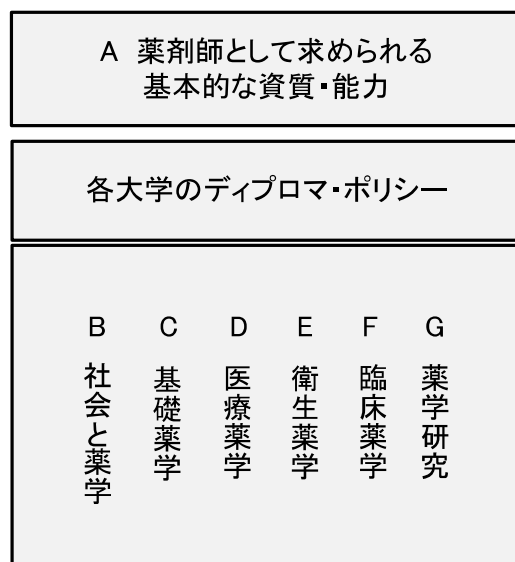 A 薬剤師として求められる
基本的な資質・能力
各大学のディプロマ・ポリシー
B 社会と薬学
C 基礎薬学
D 医療薬学
E 衛生薬学
F 臨床薬学
G 薬学研究